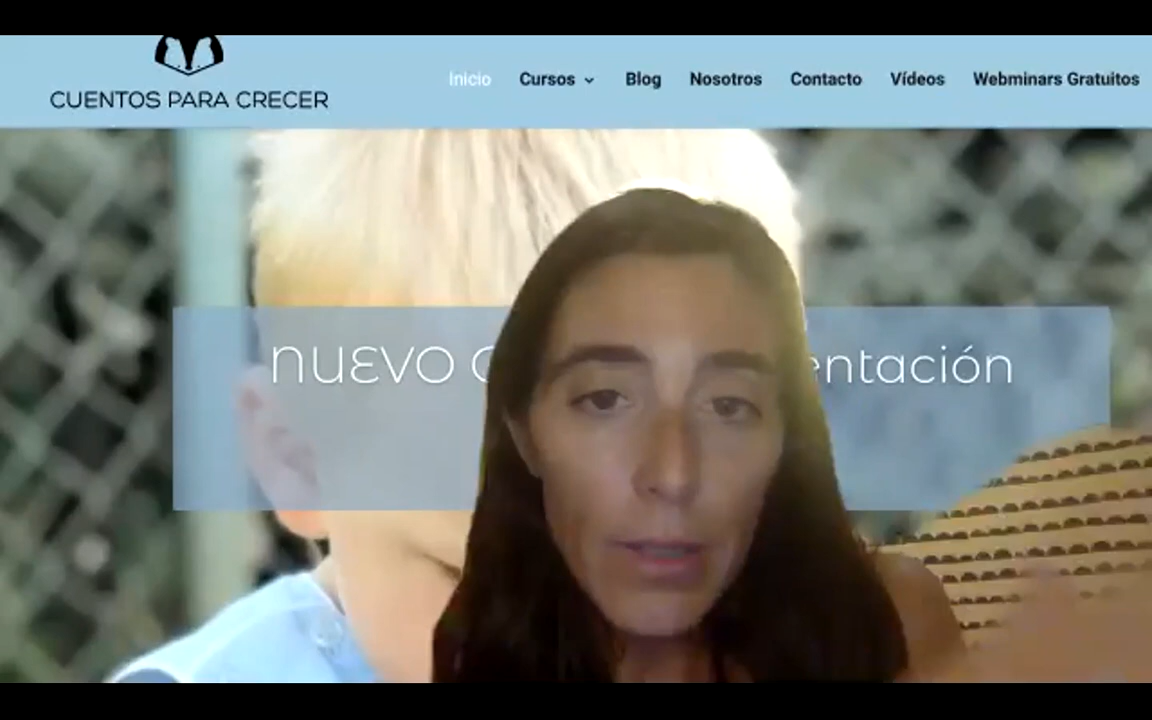 CUENTOS PARA CRECER
Inicio Cursos Blog Nosotros Contacto Vídeos Webminars Gratuitos
NUEVO entación